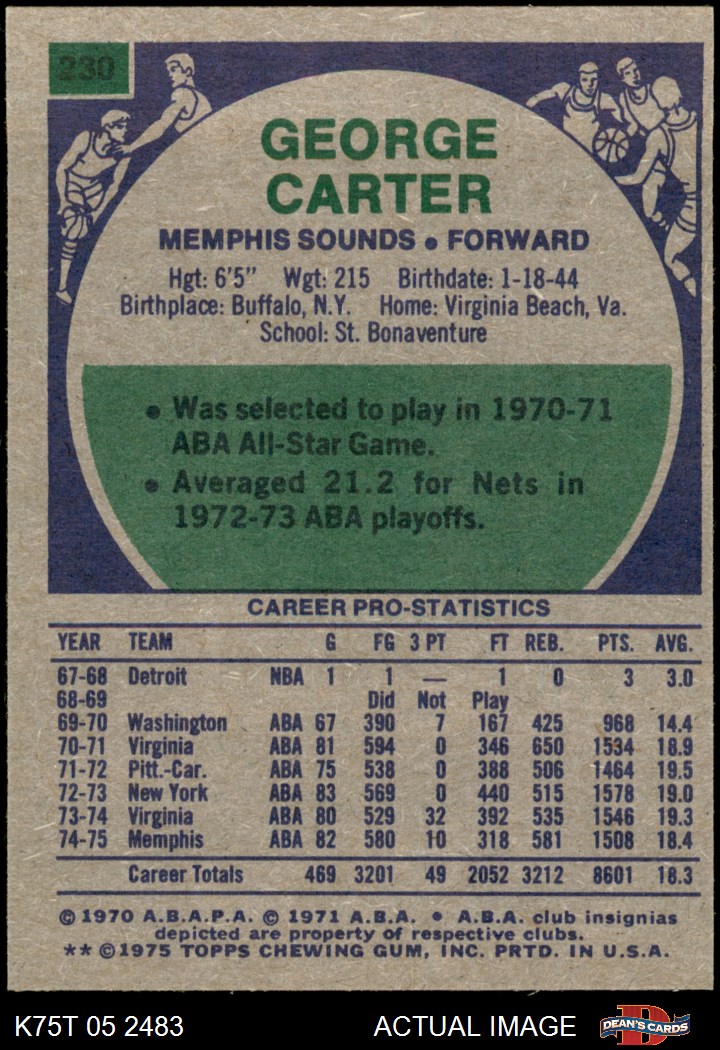 230
GEORGE
CARTER
MEMPHIS SOUNDS • FORWARD
Hgt: 6'5" Wgt: 215 Birthdate: 1-18-44
Birthplace: Buffalo, N.Y. Home: Virginia Beach, Va.
School: St. Bonaventure
• Was selected to play in 1970-71
ABA All-Star Game.
• Averaged 21.2 for Nets in
1972-73 ABA playoffs.
CAREER PRO-STATISTICS
YEAR TEAM G FG 3 PT FT REB. PTS. AVG.
67-68 Detroit NBA 1 1 — 1 0 3 3.0
68-69 Did Not Play
69-70 Washington ABA 67 390 7 167 425 968 14.4
70-71 Virginia ABA 81 594 0 346 650 1534 18.9
71-72 Pitt.-Car. ABA 75 538 0 388 506 1464 19.5
72-73 New York ABA 83 569 0 440 515 1578 19.0
73-74 Virginia ABA 80 529 32 392 535 1546 19.3
74-75 Memphis ABA 82 580 10 318 581 1508 18.4
Career Totals 469 3201 49 2052 3212 8601 18.3
© 1970 A.B.A.P.A. © 1971 A.B.A. • A.B.A. club insignias
depicted are property of respective clubs.
** © 1975 TOPPS CHEWING GUM, INC. PRTD. IN U.S.A.
K75T 05 2483 ACTUAL IMAGE D DEAN'S CARDS